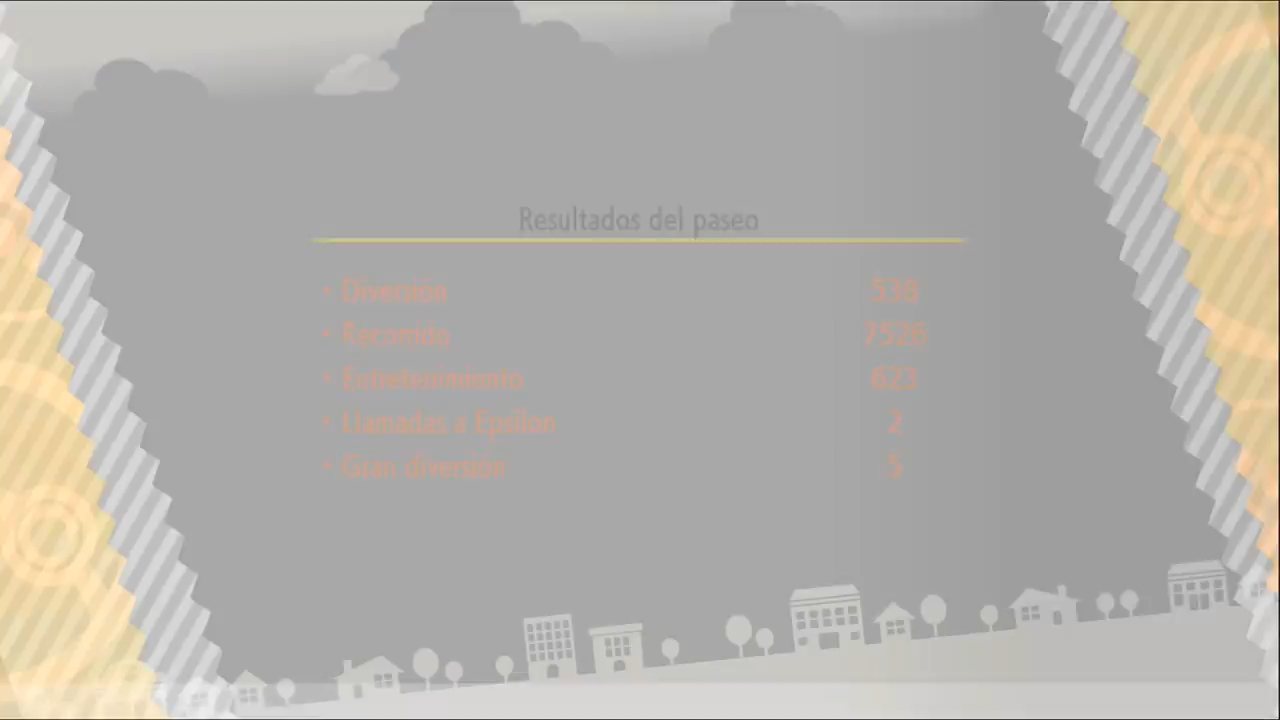 Resultados del paseo
• Diversión 538
• Recorrido 7526
• Entretenimiento 623
• Llamadas a Epsilon 2
• Gran diversión 5